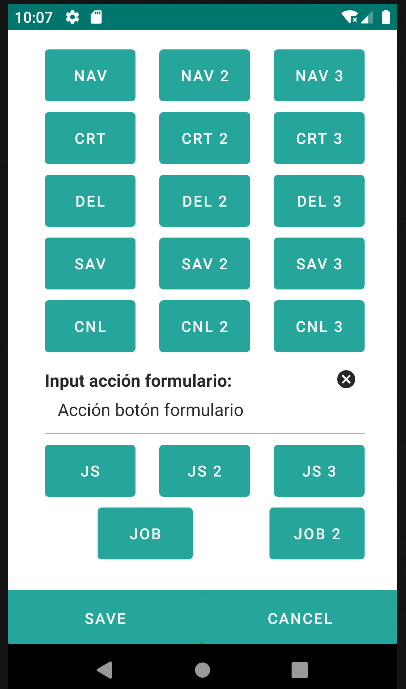 10:07
NAV NAV 2 NAV 3
CRT CRT 2 CRT 3
DEL DEL 2 DEL 3
SAV SAV 2 SAV 3
CNL CNL 2 CNL 3
Input acción formulario:
Acción botón formulario
JS JS 2 JS 3
JOB JOB 2
SAVE CANCEL